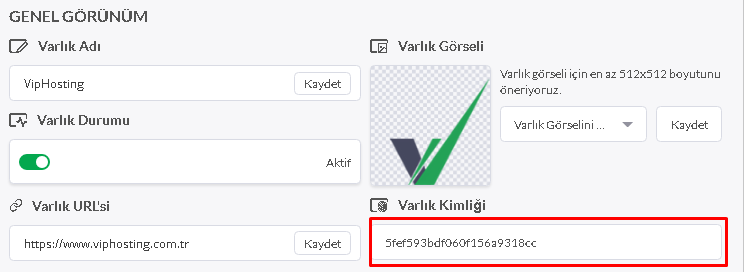 GENEL GÖRÜNÜM
Varlık Adı
VipHosting
Kaydet
Varlık Durumu
Aktif
Varlık URL'si
https://www.viphosting.com.tr
Kaydet
Varlık Görseli
Varlık görseli için en az 512x512 boyutunu
öneriyoruz.
Varlık Görselini ...
Kaydet
Varlık Kimliği
5fef593bdf060f156a9318cc